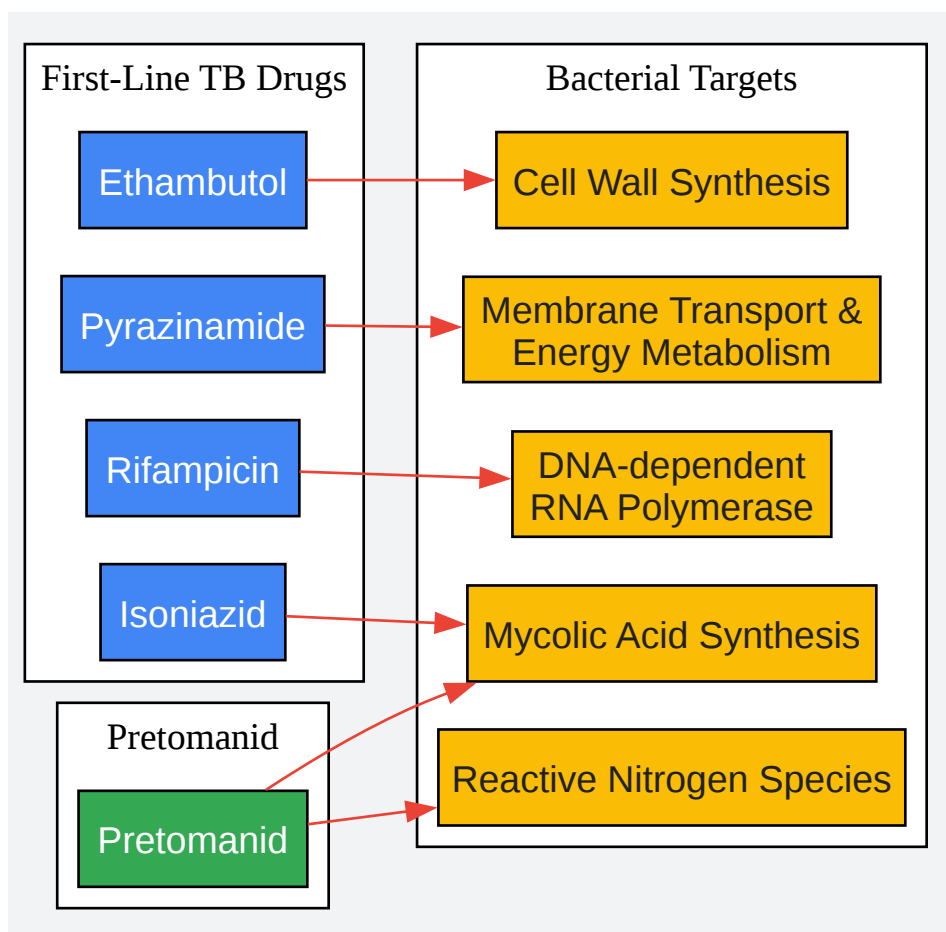 First-Line TB Drugs
Ethambutol
Pyrazinamide
Rifampicin
Isoniazid
Pretomanid
Pretomanid
Bacterial Targets
Cell Wall Synthesis
Membrane Transport &
Energy Metabolism
DNA-dependent
RNA Polymerase
Mycolic Acid Synthesis
Reactive Nitrogen Species